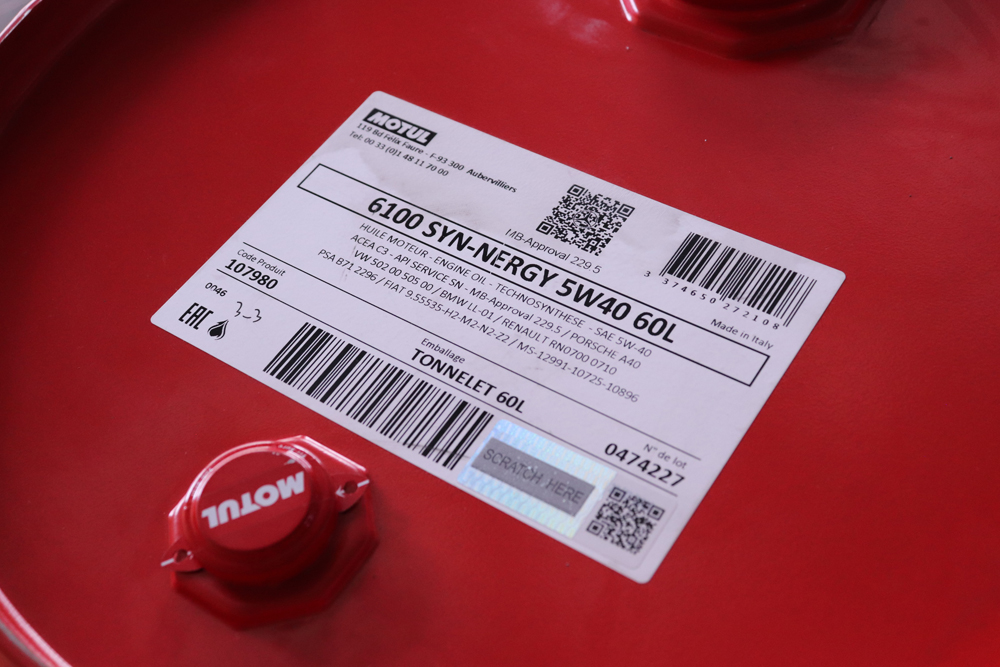 MOTUL
119 Bd Félix Faure - F-93 300 Aubervilliers
Tel: 00 33 (0)1 48 11 70 00
MB-Approval 229.5
3 374650 272108
Made in Italy
6100 SYN-NERGY 5W40 60L
HUILE MOTEUR - ENGINE OIL - TECHNOSYNTHESE - SAE 5W-40
ACEA C3 - API SERVICE SN - MB-Approval 229.5 / PORSCHE A40
VW 502 00 505 00 / BMW LL-01 / RENAULT RN0700 0710
PSA B71 2296 / FIAT 9.55535-H2-M2-N2-Z2 / MS-12991-10725-10896
Code Produit
107980
0046
3-3
EAC
Emballage
TONNELET 60L
N° de lot
0474227
SCRATCH HERE
MOTUL